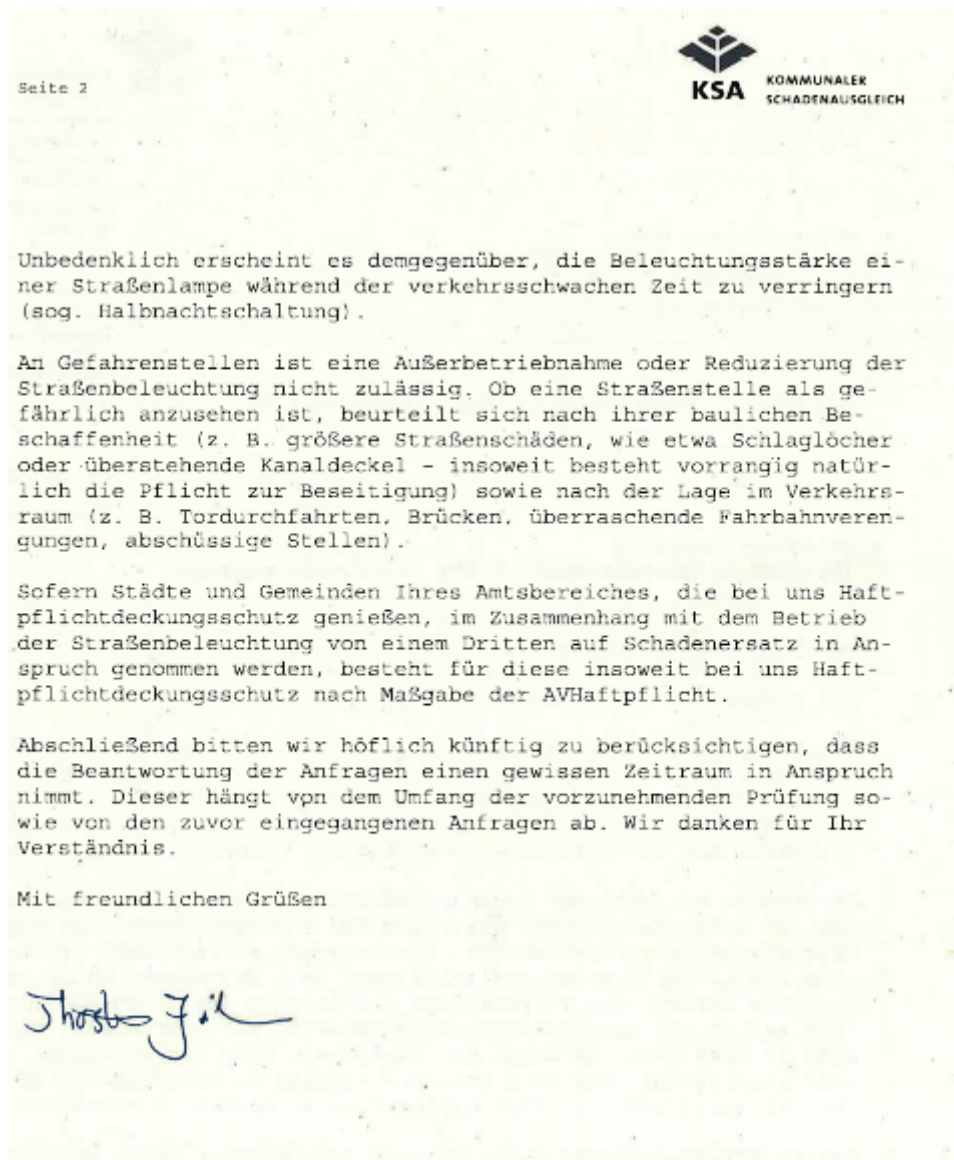 Seite 2
KSA
KOMMUNALER
SCHADENAUSGLEICH
Unbedenklich erscheint es demgegenüber, die Beleuchtungsstärke ei-
ner Straßenlampe während der verkehrsschwachen Zeit zu verringern
(sog. Halbnachtschaltung).
An Gefahrenstellen ist eine Außerbetriebnahme oder Reduzierung der
Straßenbeleuchtung nicht zulässig. Ob eine Straßenstelle als ge-
fährlich anzusehen ist, beurteilt sich nach ihrer baulichen Be-
schaffenheit (z. B. größere Straßenschäden, wie etwa Schlaglöcher
oder überstehende Kanaldeckel - insoweit besteht vorrangig natür-
lich die Pflicht zur Beseitigung) sowie nach der Lage im Verkehrs-
raum (z. B. Tordurchfahrten, Brücken, überraschende Fahrbahnveren-
gungen, abschüssige Stellen).
Sofern Städte und Gemeinden Ihres Amtsbereiches, die bei uns Haft-
pflichtdeckungsschutz genießen, im Zusammenhang mit dem Betrieb
der Straßenbeleuchtung von einem Dritten auf Schadenersatz in An-
spruch genommen werden, besteht für diese insoweit bei uns Haft-
pflichtdeckungsschutz nach Maßgabe der AVHaftpflicht.
Abschließend bitten wir höflich künftig zu berücksichtigen, dass
die Beantwortung der Anfragen einen gewissen Zeitraum in Anspruch
nimmt. Dieser hängt von dem Umfang der vorzunehmenden Prüfung so-
wie von den zuvor eingegangenen Anfragen ab. Wir danken für Ihr
Verständnis.
Mit freundlichen Grüßen